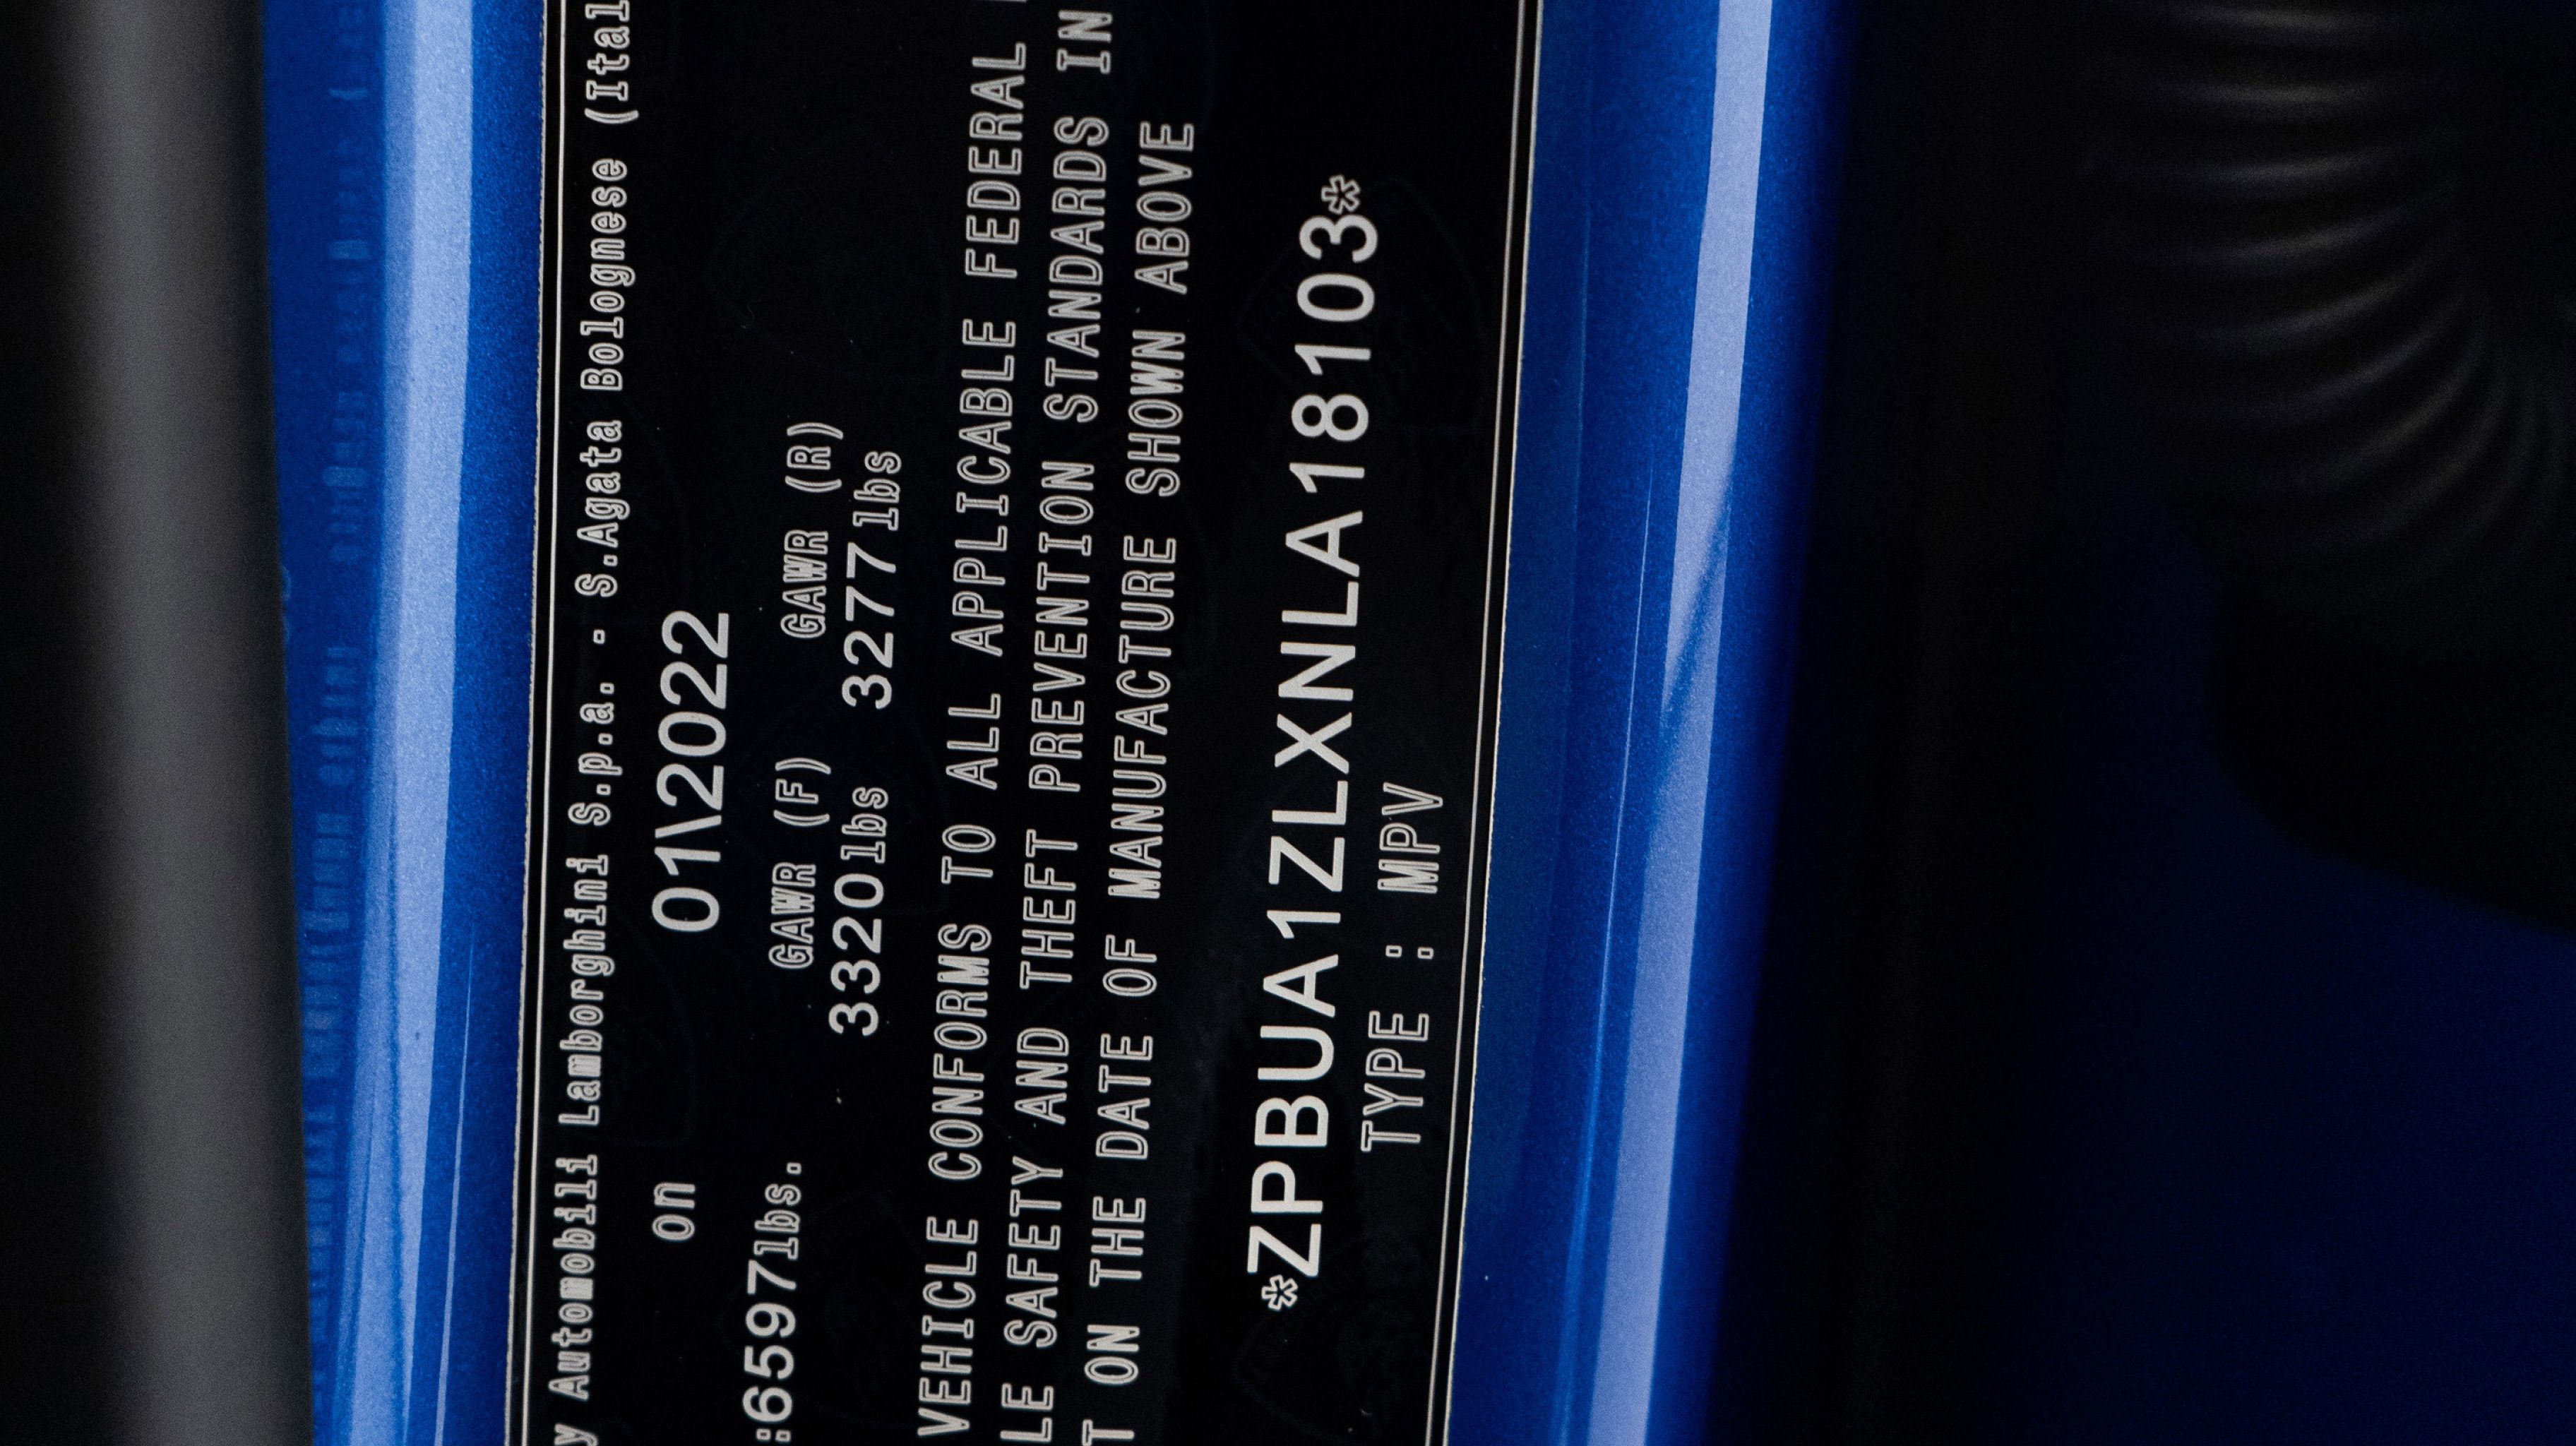 y Automobili Lamborghini S.p.a. - S.Agata Bolognese (Ital
on 01\2022
:6597lbs. GAWR (F) GAWR (R)
3320lbs 3277lbs
VEHICLE CONFORMS TO ALL APPLICABLE FEDERAL
LE SAFETY AND THEFT PREVENTION STANDARDS IN
T ON THE DATE OF MANUFACTURE SHOWN ABOVE
*ZPBUA1ZLXNLA18103*
TYPE : MPV